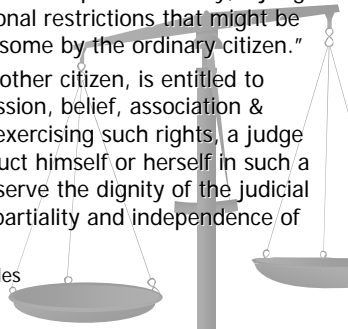 onal restrictions that might be
some by the ordinary citizen."
other citizen, is entitled to
ssion, belief, association &
exercising such rights, a judge
uct himself or herself in such a
serve the dignity of the judicial
partiality and independence of
les